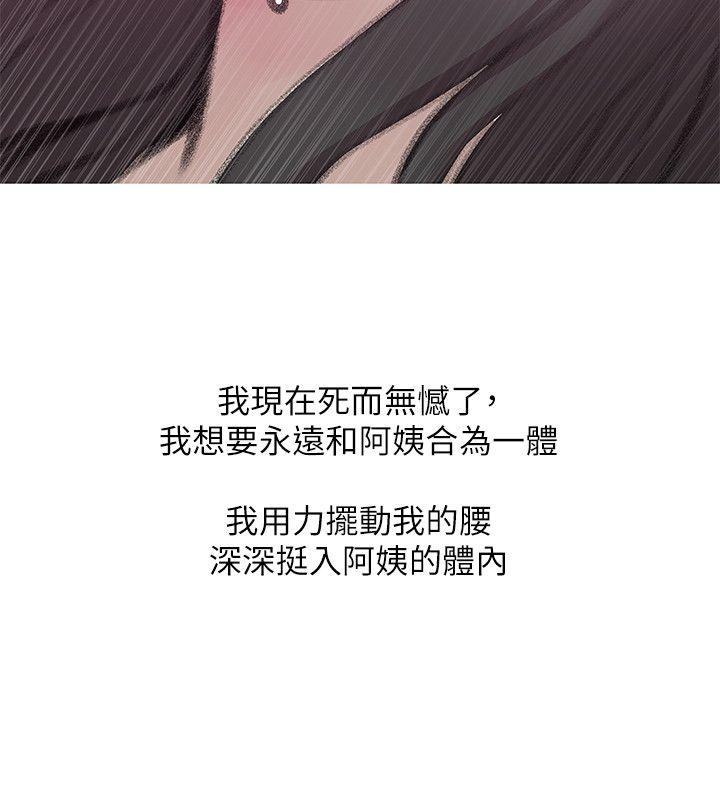 我現在死而無憾了，
我想要永遠和阿姨合為一體
我用力擺動我的腰
深深挺入阿姨的體內